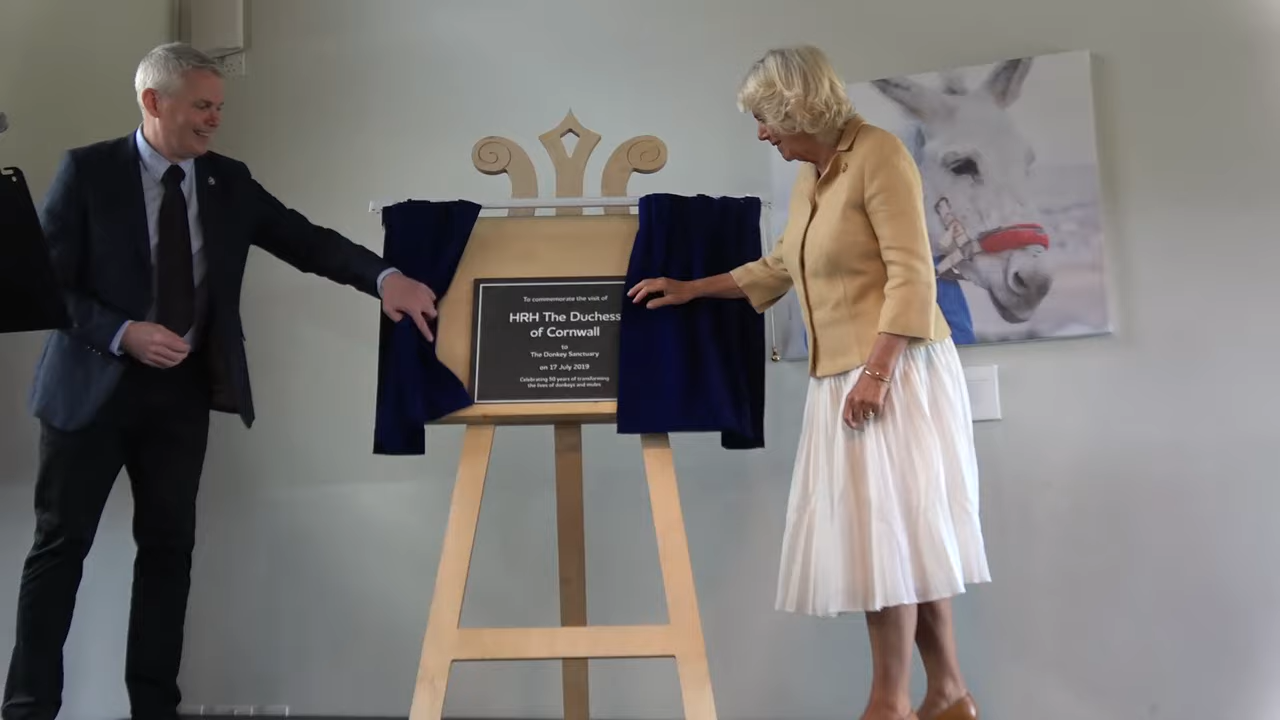 To commemorate the visit of
HRH The Duchess
of Cornwall
to
The Donkey Sanctuary
on 17 July 2019
Celebrating 50 years of transforming
the lives of donkeys and mules